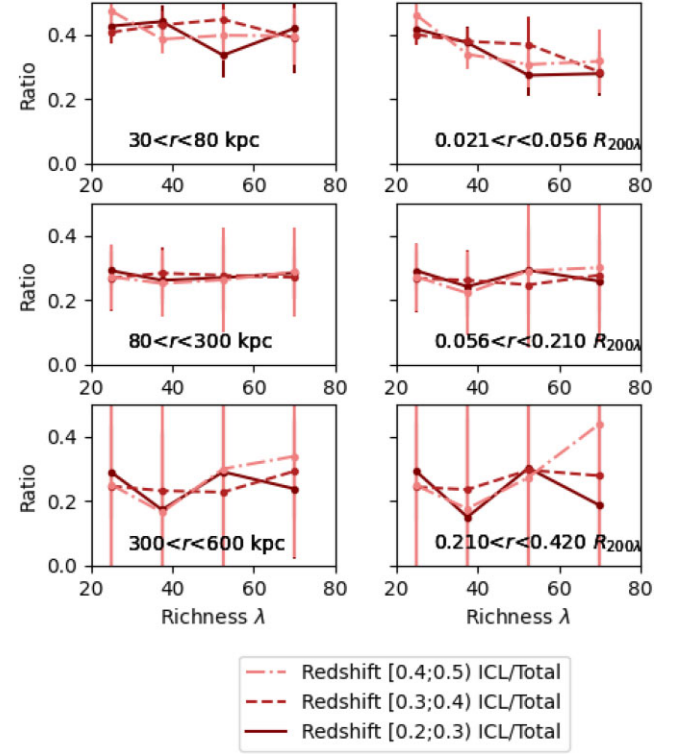 Ratio
0.4
0.2
0.0
30<r<80 kpc
20 40 60 80
0.021<r<0.056 R200λ
20 40 60 80
Ratio
0.4
0.2
0.0
80<r<300 kpc
20 40 60 80
0.056<r<0.210 R200λ
20 40 60 80
Ratio
0.4
0.2
0.0
300<r<600 kpc
20 40 60 80
Richness λ
0.210<r<0.420 R200λ
20 40 60 80
Richness λ
Redshift [0.4;0.5) ICL/Total
Redshift [0.3;0.4) ICL/Total
Redshift [0.2;0.3) ICL/Total